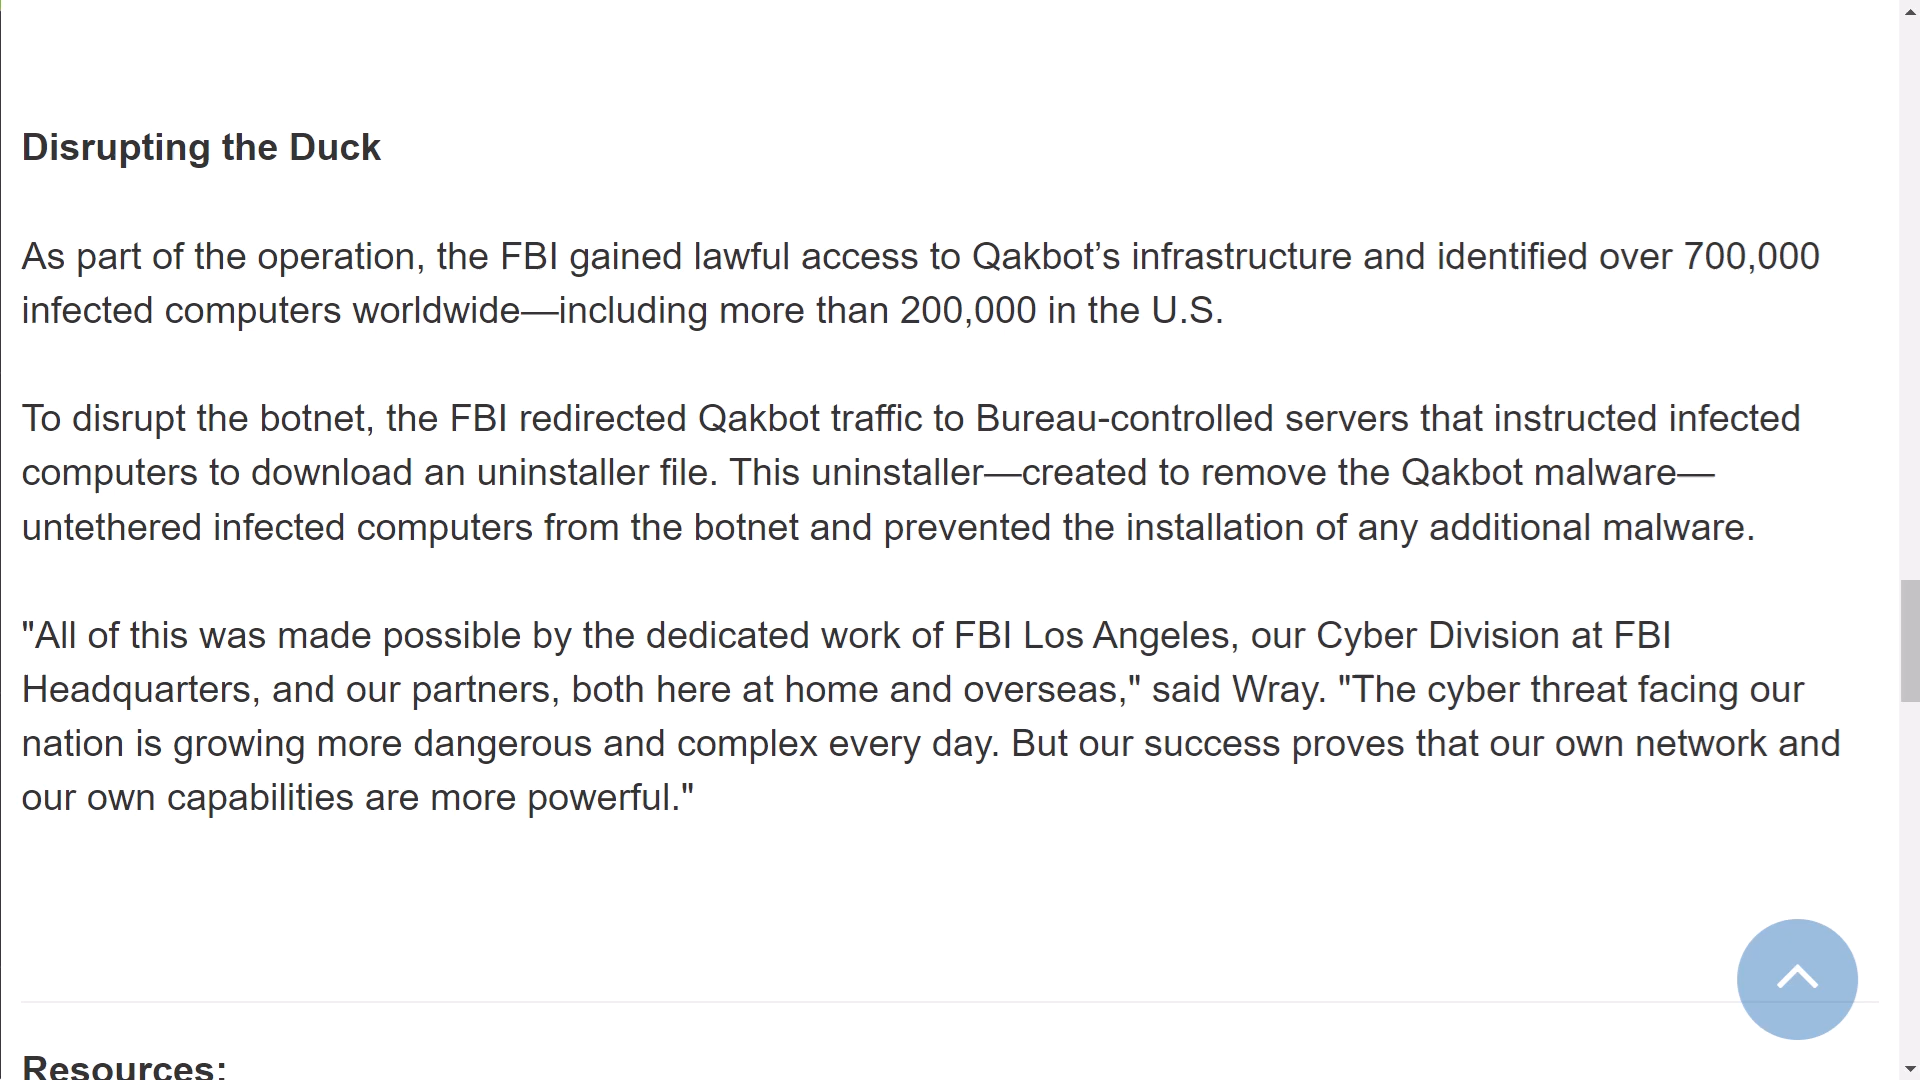 Disrupting the Duck
As part of the operation, the FBI gained lawful access to Qakbot’s infrastructure and identified over 700,000
infected computers worldwide—including more than 200,000 in the U.S.
To disrupt the botnet, the FBI redirected Qakbot traffic to Bureau-controlled servers that instructed infected
computers to download an uninstaller file. This uninstaller—created to remove the Qakbot malware—
untethered infected computers from the botnet and prevented the installation of any additional malware.
"All of this was made possible by the dedicated work of FBI Los Angeles, our Cyber Division at FBI
Headquarters, and our partners, both here at home and overseas," said Wray. "The cyber threat facing our
nation is growing more dangerous and complex every day. But our success proves that our own network and
our own capabilities are more powerful."
Resources: